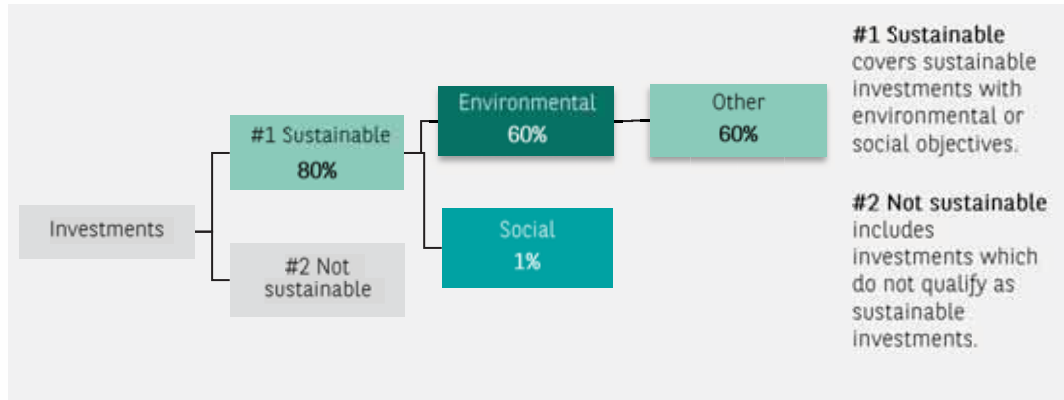 Investments
#1 Sustainable
80%
#2 Not
sustainable
Environmental
60%
Social
1%
Other
60%
#1 Sustainable
covers sustainable
investments with
environmental or
social objectives.
#2 Not sustainable
includes
investments which
do not qualify as
sustainable
investments.